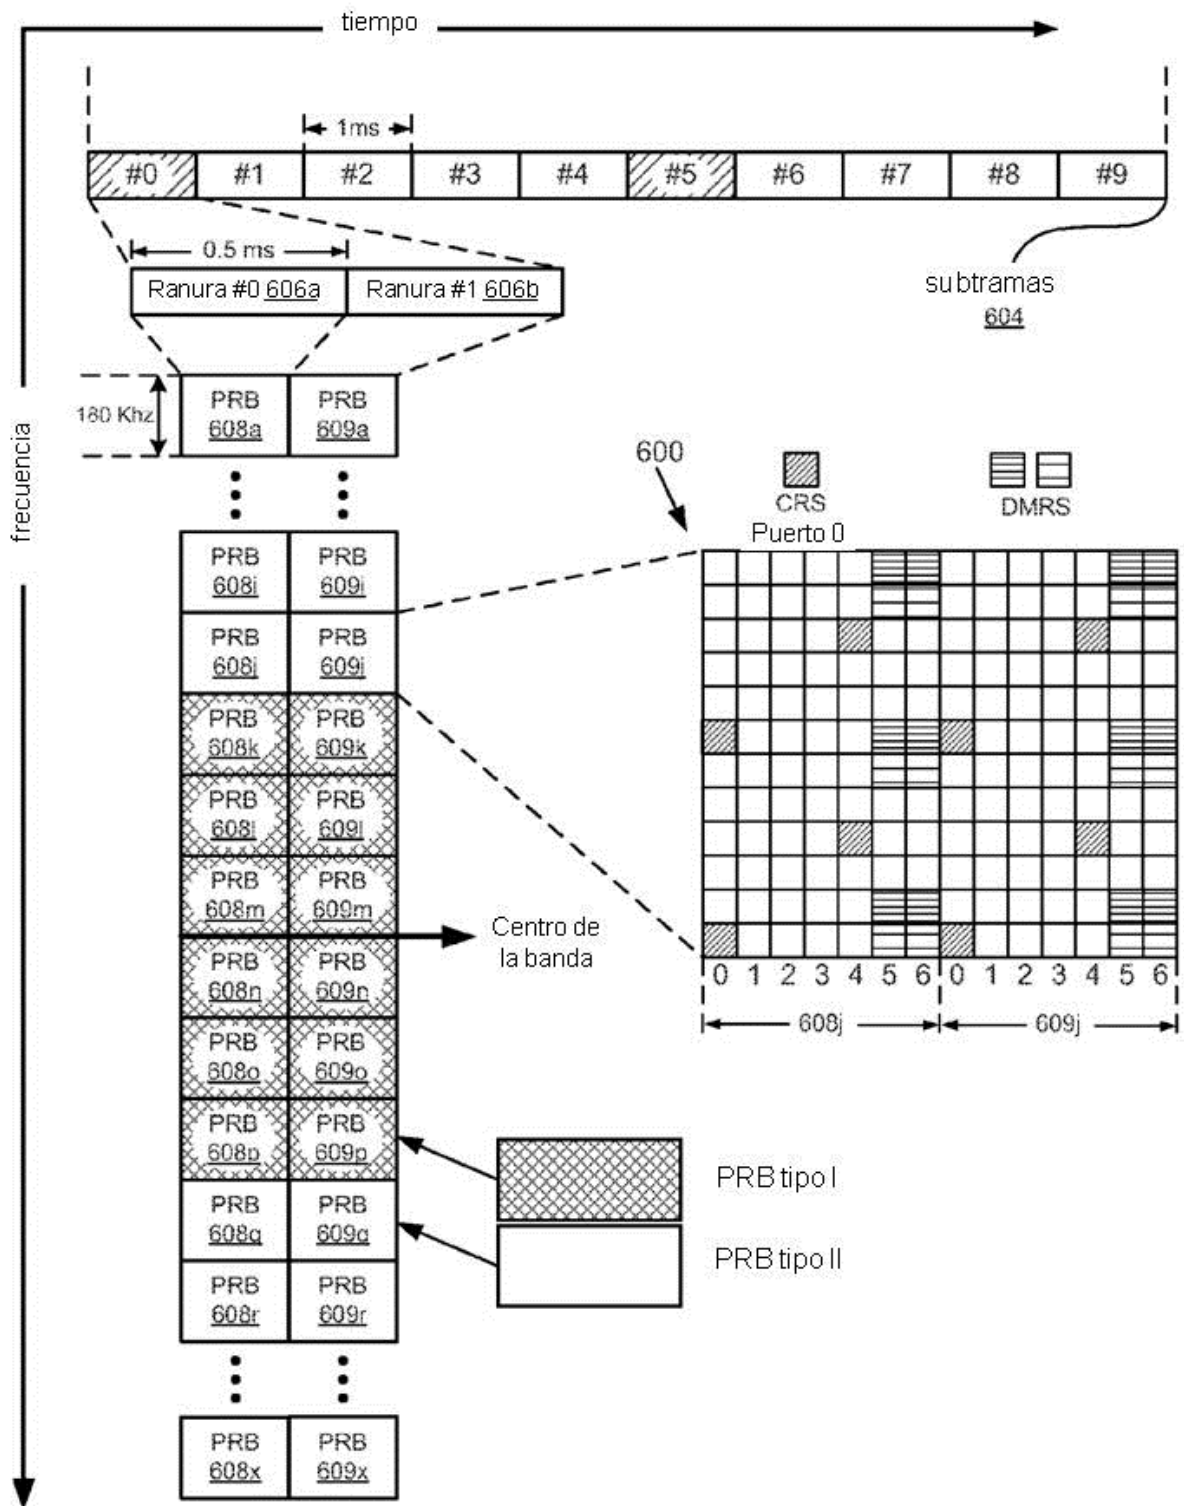 tiempo
1ms
#0 #1 #2 #3 #4 #5 #6 #7 #8 #9
0.5 ms
Ranura #0 606a Ranura #1 606b
subtramas
604
frecuencia
180 Khz
PRB PRB
608a 609a
600
CRS
Puerto 0
DMRS
PRB PRB
608i 609i
PRB PRB
608j 609j
PRB PRB
608k 609k
PRB PRB
608l 609l
PRB PRB
608m 609m
Centro de
la banda
PRB PRB
608n 609n
0 1 2 3 4 5 6 0 1 2 3 4 5 6
608j 609j
PRB PRB
608o 609o
PRB PRB
608p 609p
PRB tipo I
PRB PRB
608q 609q
PRB tipo II
PRB PRB
608r 609r
PRB PRB
608x 609x